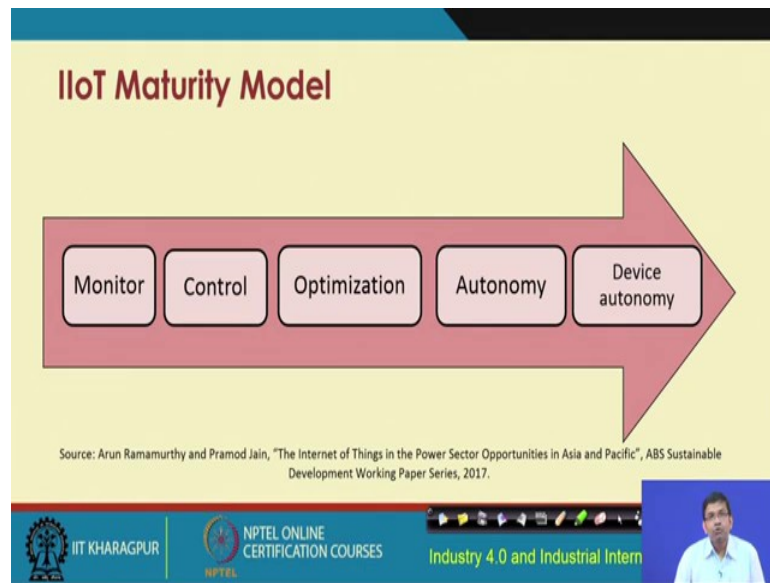 IIoT Maturity Model
Monitor
Control
Optimization
Autonomy
Device
autonomy
Source: Arun Ramamurthy and Pramod Jain, "The Internet of Things in the Power Sector Opportunities in Asia and Pacific", ABS Sustainable
Development Working Paper Series, 2017.
IIT KHARAGPUR
NPTEL
NPTEL ONLINE
CERTIFICATION COURSES
Industry 4.0 and Industrial Intern